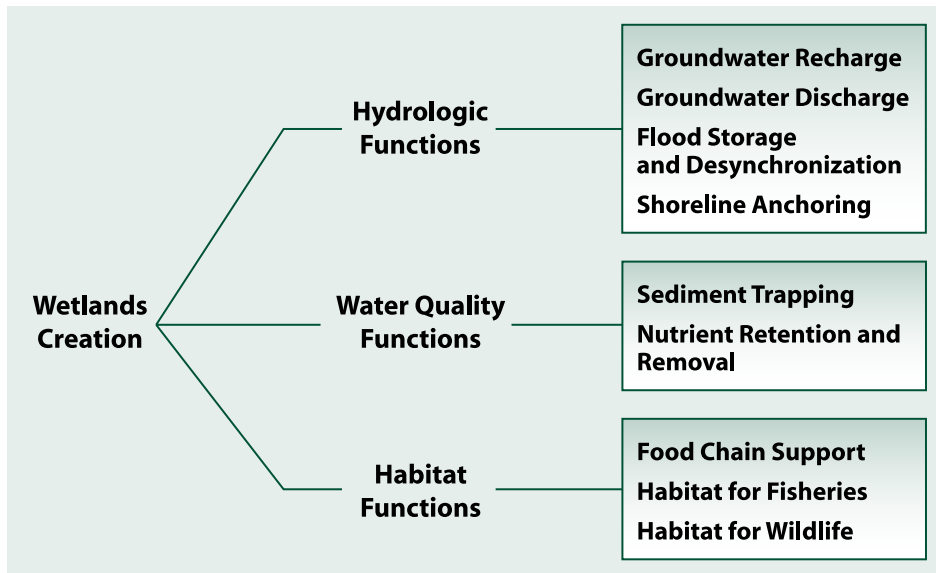 Wetlands
Creation
Hydrologic
Functions
Groundwater Recharge
Groundwater Discharge
Flood Storage
and Desynchronization
Shoreline Anchoring
Water Quality
Functions
Sediment Trapping
Nutrient Retention and
Removal
Habitat
Functions
Food Chain Support
Habitat for Fisheries
Habitat for Wildlife